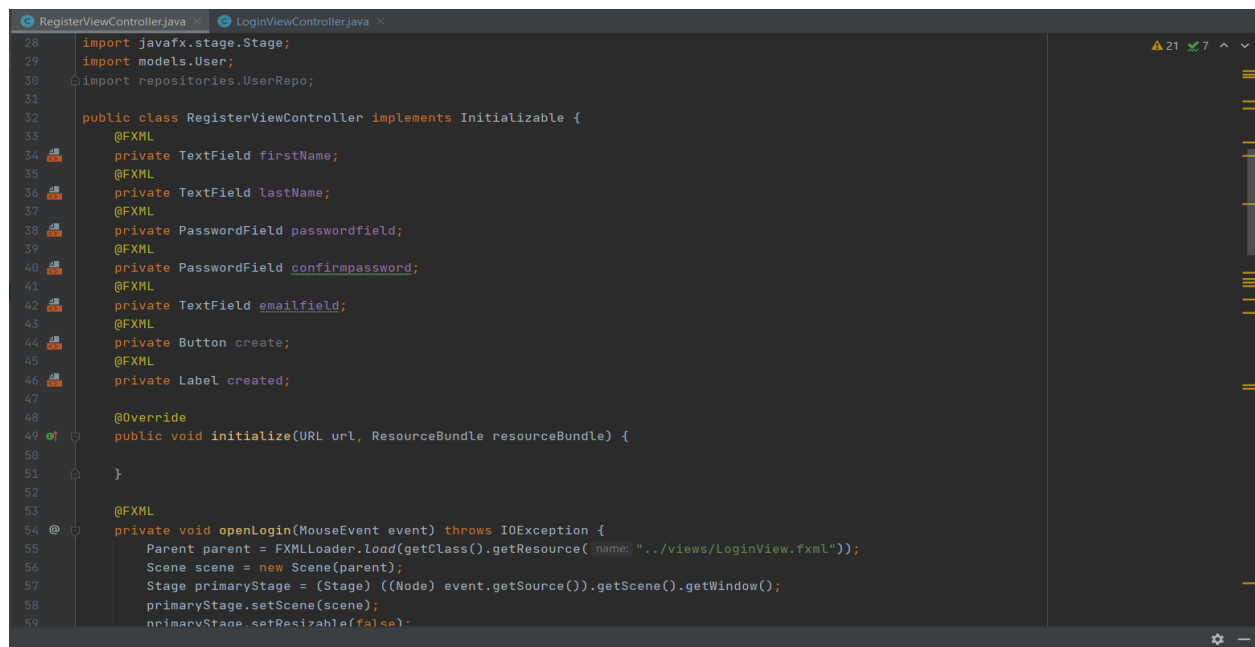 RegisterViewController.java × LoginViewController.java ×
28 import javafx.stage.Stage; 21 7
29 import models.User;
30 import repositories.UserRepo;
31
32 public class RegisterViewController implements Initializable {
33 @FXML
34 private TextField firstName;
35 @FXML
36 private TextField lastName;
37 @FXML
38 private PasswordField passwordfield;
39 @FXML
40 private PasswordField confirmpassword;
41 @FXML
42 private TextField emailfield;
43 @FXML
44 private Button create;
45 @FXML
46 private Label created;
47
48 @Override
49 public void initialize(URL url, ResourceBundle resourceBundle) {
50
51 }
52
53 @FXML
54 @ private void openLogin(MouseEvent event) throws IOException {
55 Parent parent = FXMLLoader.load(getClass().getResource( name: "../views/LoginView.fxml"));
56 Scene scene = new Scene(parent);
57 Stage primaryStage = (Stage) ((Node) event.getSource()).getScene().getWindow();
58 primaryStage.setScene(scene);
59 primaryStage.setResizable(false);